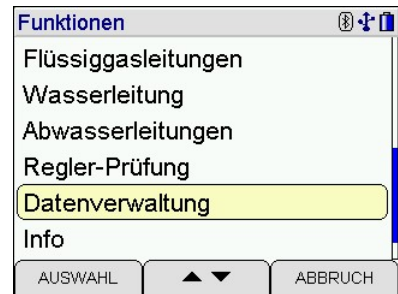 Funktionen
Flüssiggasleitungen
Wasserleitung
Abwasserleitungen
Regler-Prüfung
Datenverwaltung
Info
AUSWAHL ▲ ▼ ABBRUCH